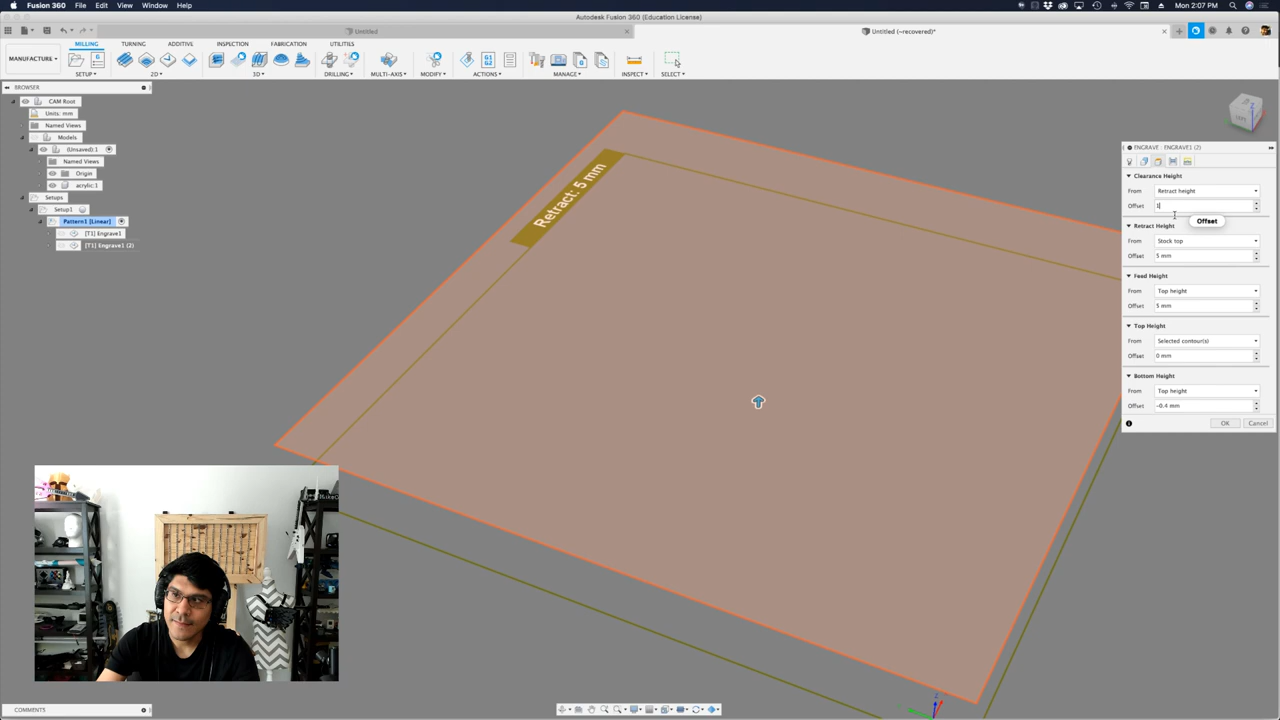 Fusion 360 File Edit View Window Help
Mon 2:07 PM
Autodesk Fusion 360 (Education License)
Untitled
Untitled (~recovered)*
MANUFACTURE
MILLING TURNING ADDITIVE INSPECTION FABRICATION UTILITIES
SETUP 2D 3D DRILLING MULTI-AXIS MODIFY ACTIONS MANAGE INSPECT SELECT
BROWSER
CAM Root
Units: mm
Named Views
Models
(Unsaved):1
Named Views
Origin
acrylic:1
Setups
Setup1
Pattern1 [Linear]
[T1] Engrave1
[T1] Engrave1 (2)
Retract: 5 mm
TOP
Z
ENGRAVE : ENGRAVE1 (2)
Clearance Height
From Retract height
Offset 1
Offset
Retract Height
From Stock top
Offset 5 mm
Feed Height
From Top height
Offset 5 mm
Top Height
From Selected contour(s)
Offset 0 mm
Bottom Height
From Top height
Offset -0.4 mm
OK Cancel
COMMENTS